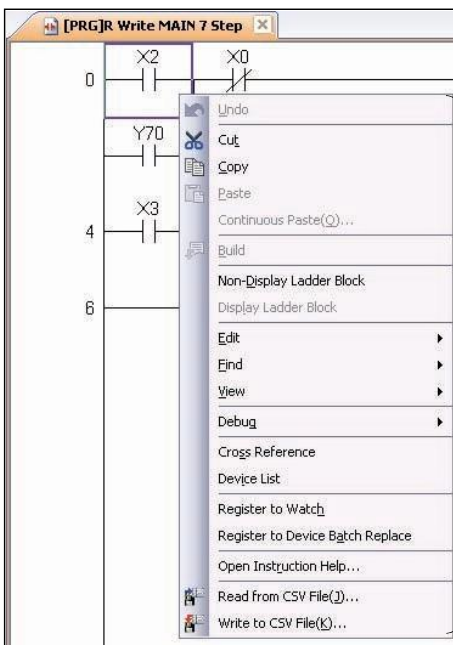 [PRG]R Write MAIN 7 Step
X2 X0
0
Y70
X3
4
6
Undo
Cut
Copy
Paste
Continuous Paste(Q)...
Build
Non-Display Ladder Block
Display Ladder Block
Edit
Find
View
Debug
Cross Reference
Device List
Register to Watch
Register to Device Batch Replace
Open Instruction Help...
Read from CSV File(J)...
Write to CSV File(K)...